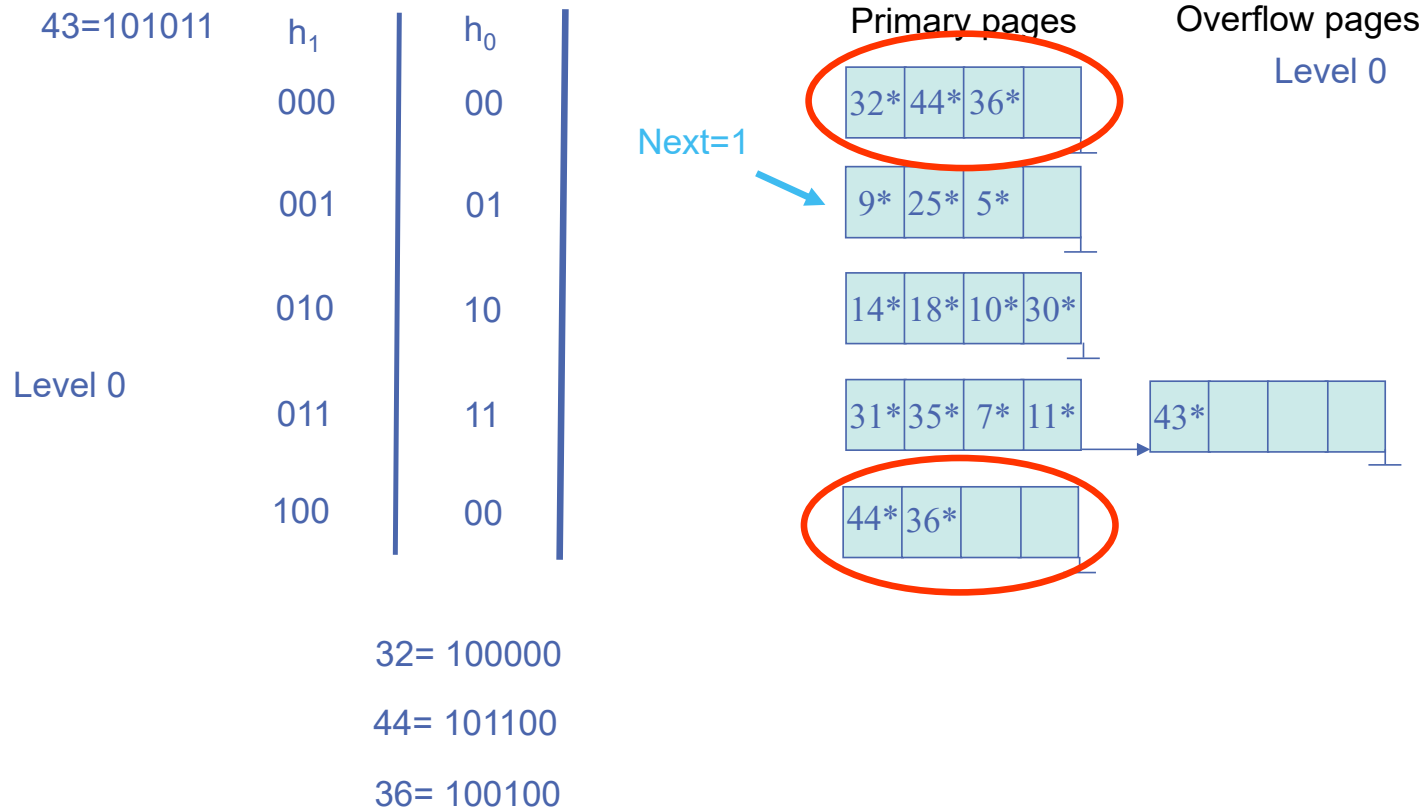 43=101011 h1 h0 Primary pages Overflow pages
Level 0
000 00 32* 44* 36*
Next=1
001 01 9* 25* 5*
010 10 14* 18* 10* 30*
Level 0
011 11 31* 35* 7* 11* 43*
100 00 44* 36*
32= 100000
44= 101100
36= 100100